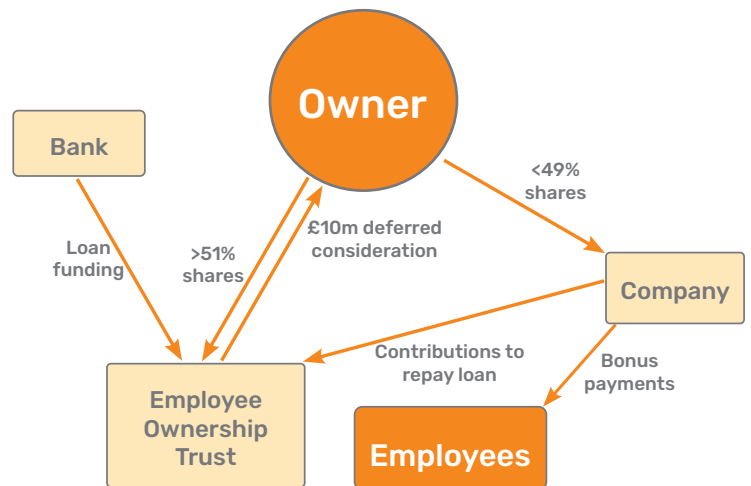 Owner
Bank
<49%
shares
£10m deferred
consideration
Loan
funding
>51%
shares
Company
Contributions to
repay loan
Bonus
payments
Employee
Ownership
Trust
Employees